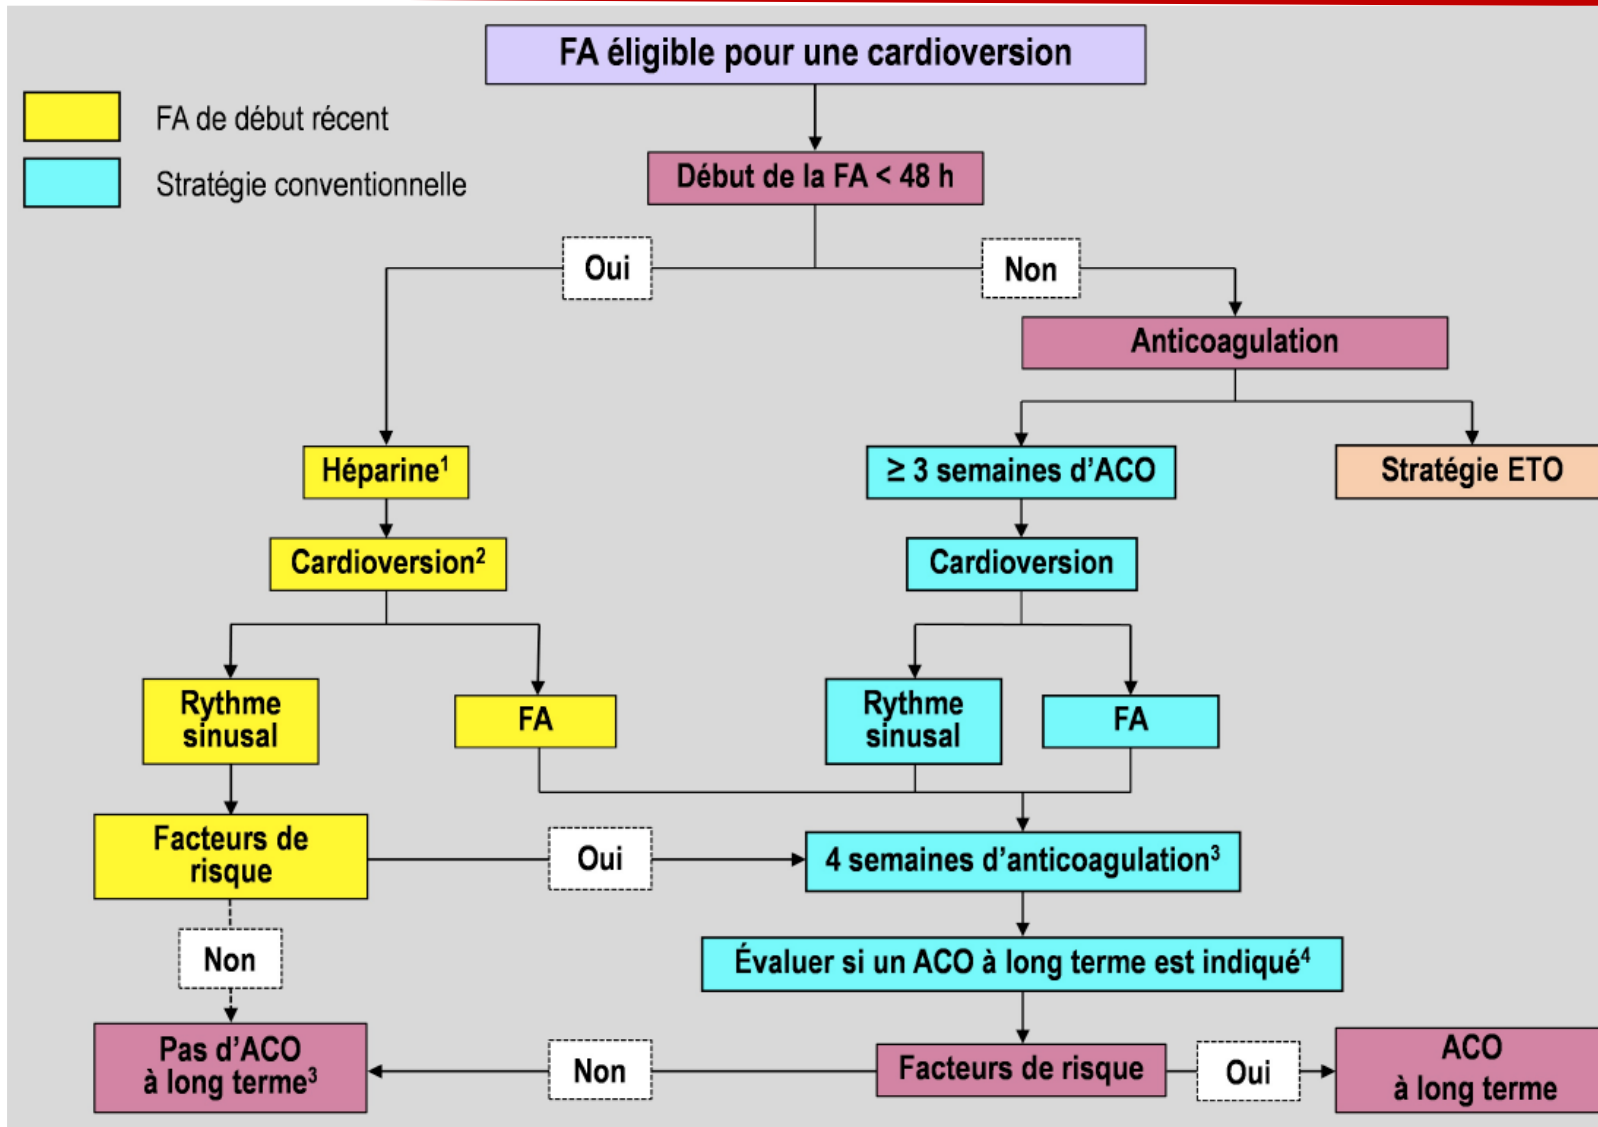 FA éligible pour une cardioversion
FA de début récent
Stratégie conventionnelle
Début de la FA < 48 h
Oui
Non
Anticoagulation
Héparine¹
≥ 3 semaines d’ACO
Stratégie ETO
Cardioversion²
Cardioversion
Rythme
sinusal
FA
Rythme
sinusal
FA
Facteurs de
risque
Oui
4 semaines d’anticoagulation³
Non
Évaluer si un ACO à long terme est indiqué⁴
Pas d’ACO
à long terme³
Non
Facteurs de risque
Oui
ACO
à long terme